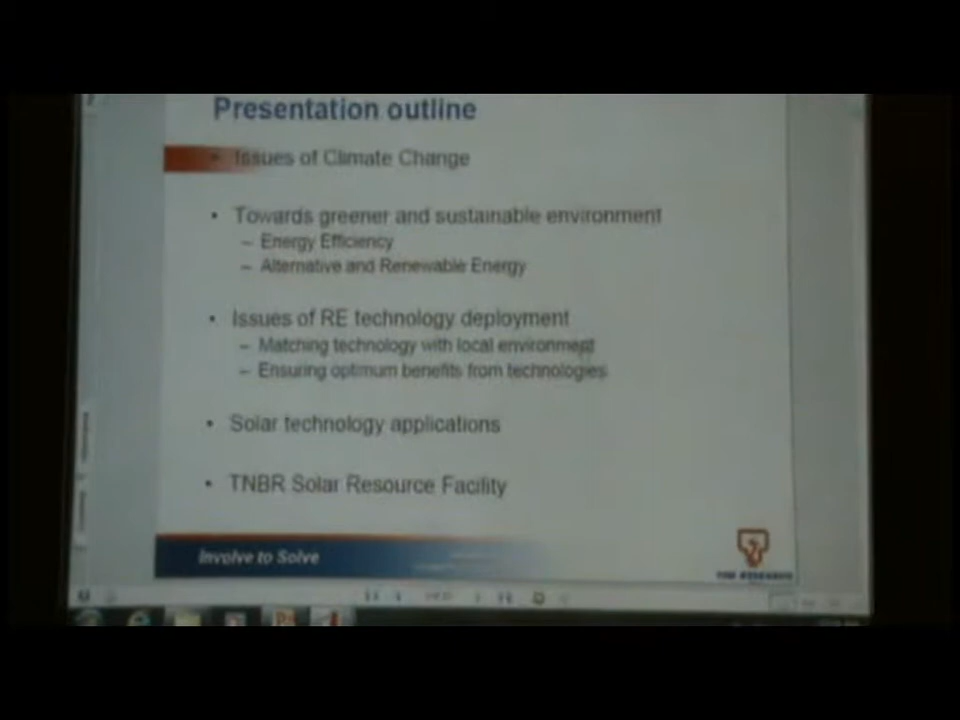 Presentation outline
• Issues of Climate Change
• Towards greener and sustainable environment
– Energy Efficiency
– Alternative and Renewable Energy
• Issues of RE technology deployment
– Matching technology with local environment
– Ensuring optimum benefits from technologies
• Solar technology applications
• TNBR Solar Resource Facility
Involve to Solve
TNB RESEARCH